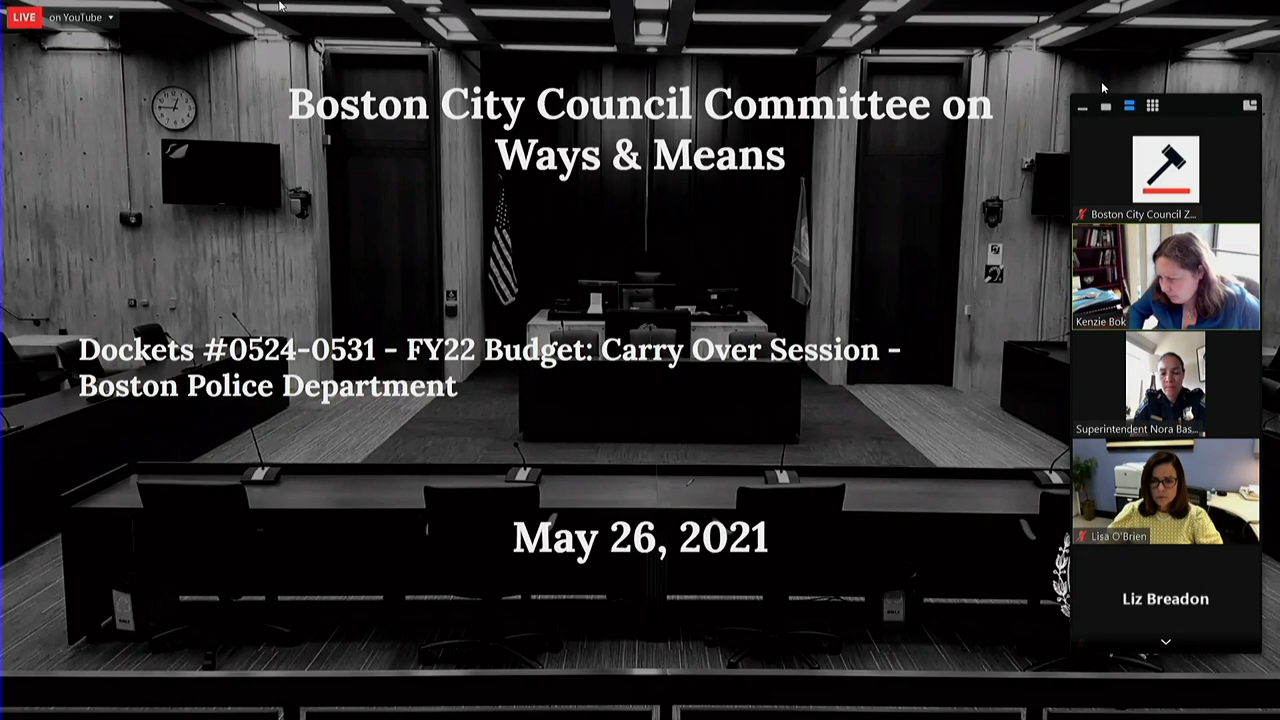 LIVE on YouTube
Boston City Council Committee on
Ways & Means
Boston City Council Z...
Kenzie Bok
Dockets #0524-0531 - FY22 Budget: Carry Over Session -
Boston Police Department
Superintendent Nora Bas...
Lisa O'Brien
May 26, 2021
Liz Breadon